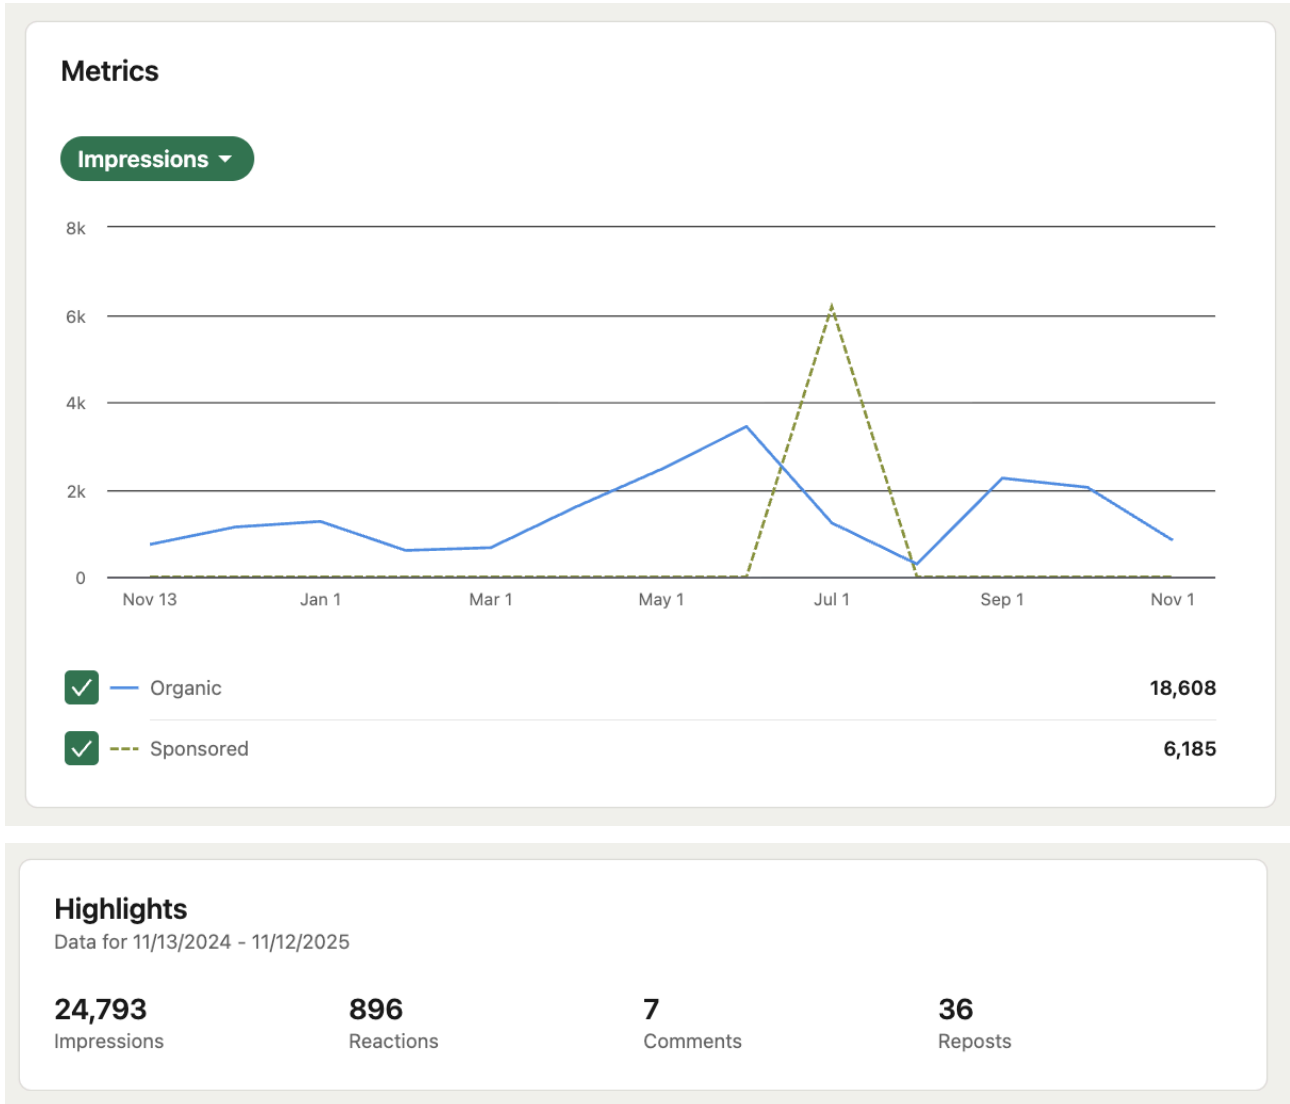 Metrics
Impressions
8k
6k
4k
2k
0
Nov 13 Jan 1 Mar 1 May 1 Jul 1 Sep 1 Nov 1
Organic 18,608
Sponsored 6,185
Highlights
Data for 11/13/2024 - 11/12/2025
24,793 896 7 36
Impressions Reactions Comments Reposts